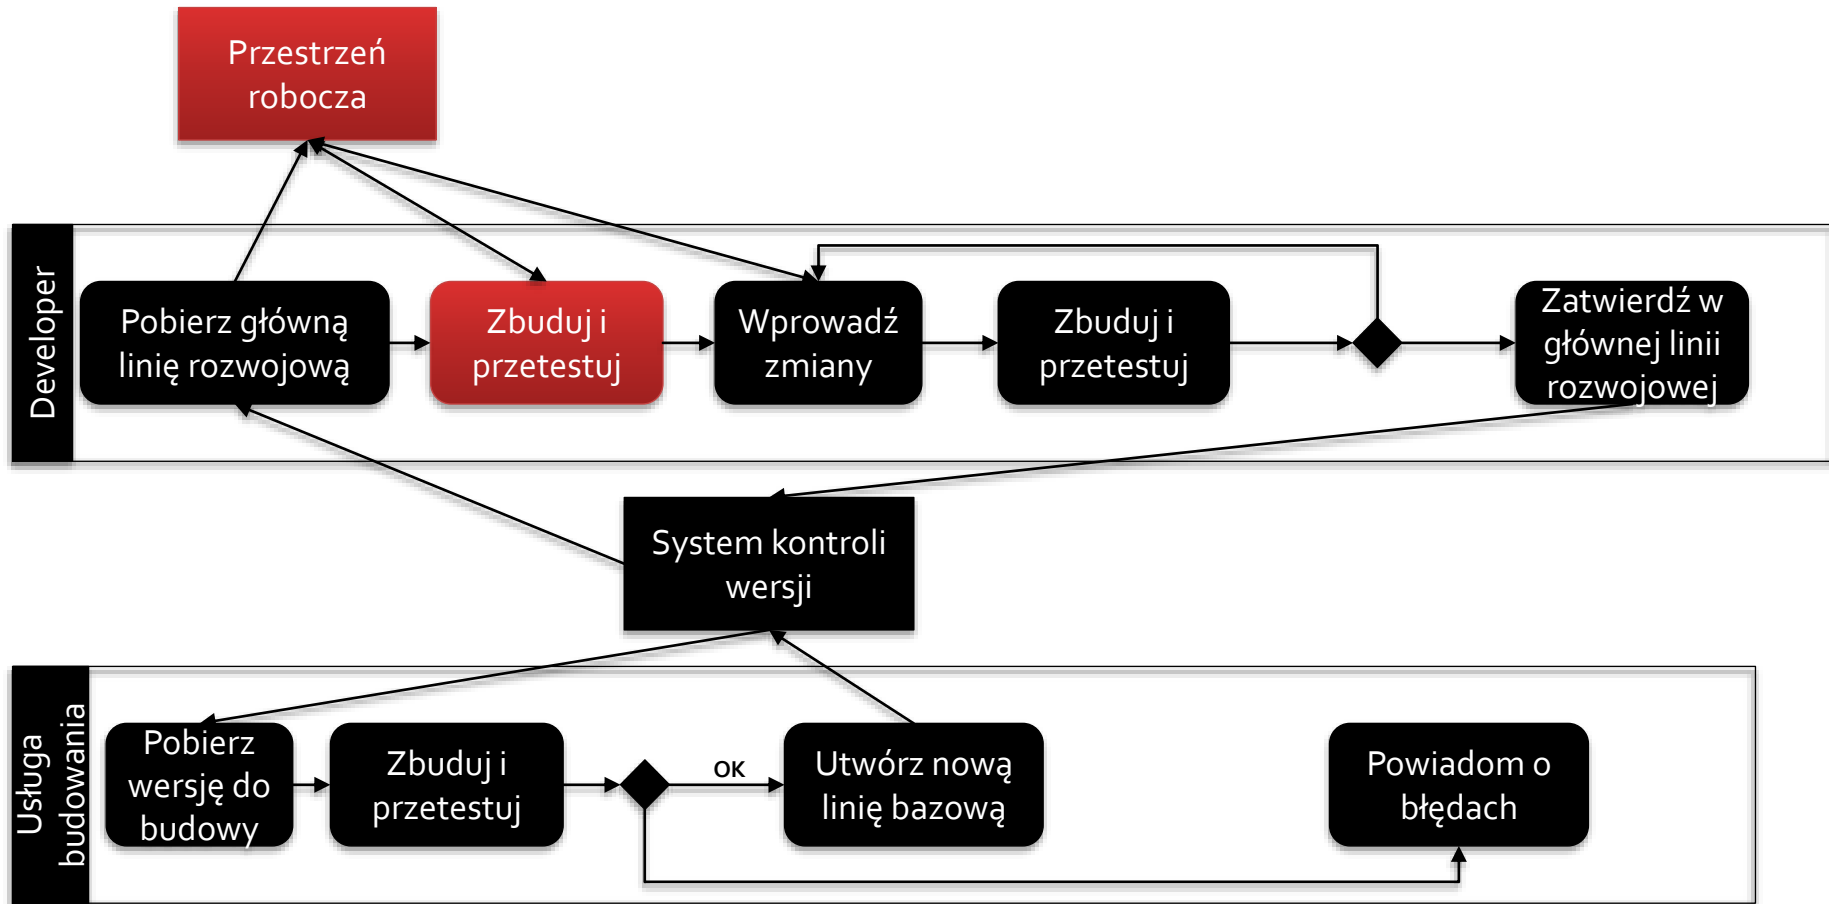 Przestrzeń
robocza
Developer
Pobierz główną
linię rozwojową
Zbuduj i
przetestuj
Wprowadź
zmiany
Zbuduj i
przetestuj
Zatwierdź w
głównej linii
rozwojowej
System kontroli
wersji
Usługa
budowania
Pobierz
wersję do
budowy
Zbuduj i
przetestuj
OK
Utwórz nową
linię bazową
Powiadom o
błędach